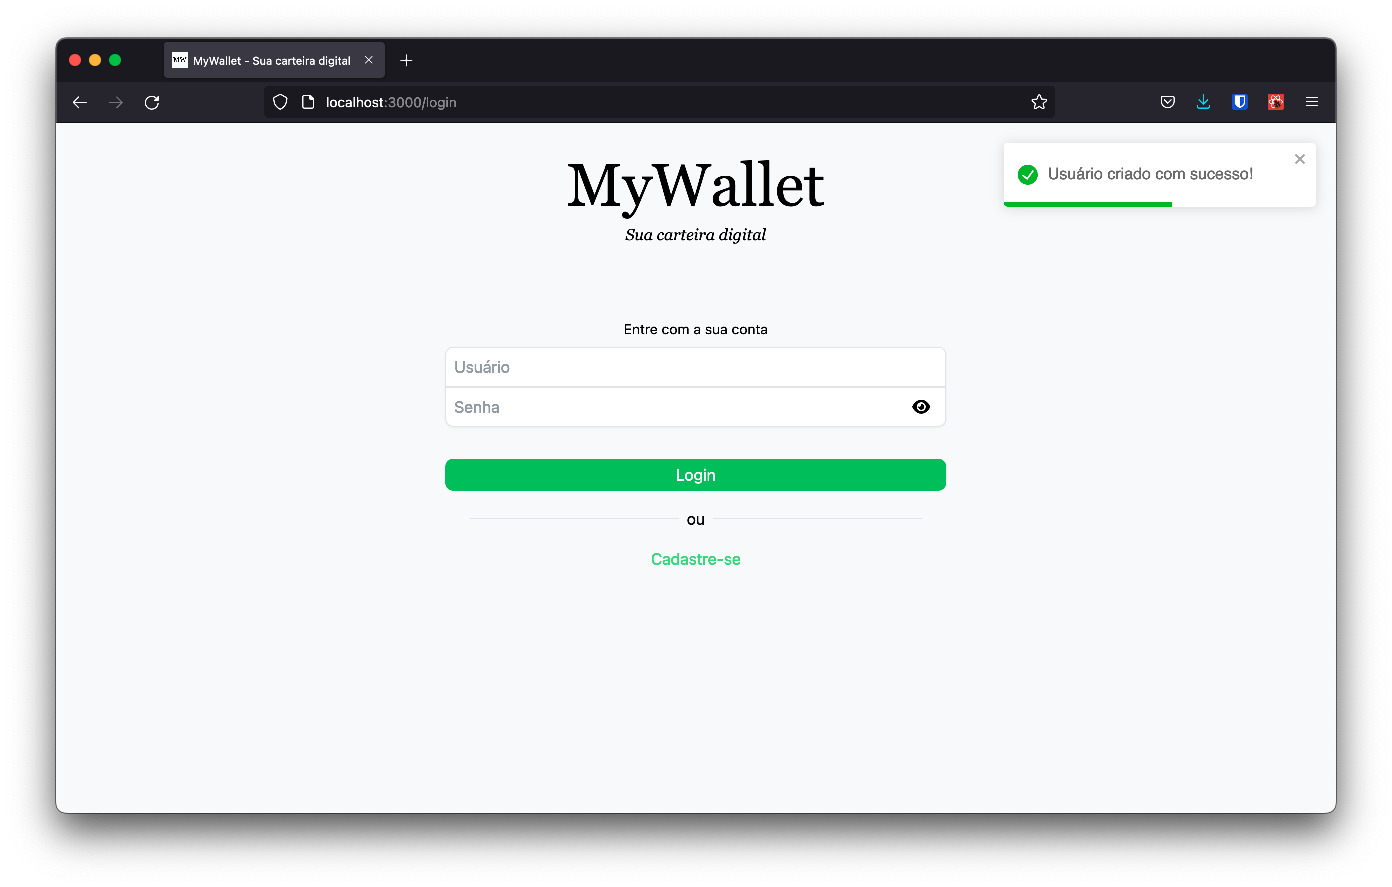 MW
MyWallet - Sua carteira digital
localhost:3000/login
Usuário criado com sucesso!
MyWallet
Sua carteira digital
Entre com a sua conta
Usuário
Senha
Login
ou
Cadastre-se